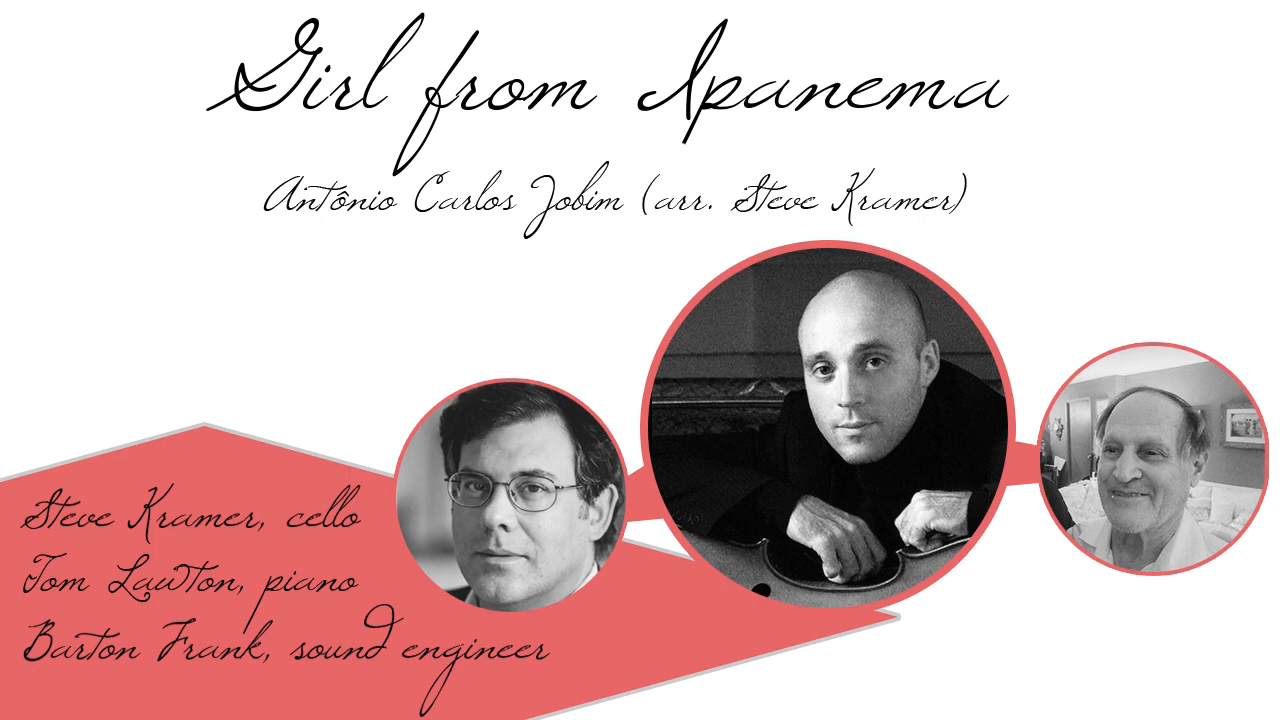 Girl from Ipanema
Antônio Carlos Jobim (arr. Steve Kramer)
Steve Kramer, cello
Tom Lawton, piano
Barton Frank, sound engineer